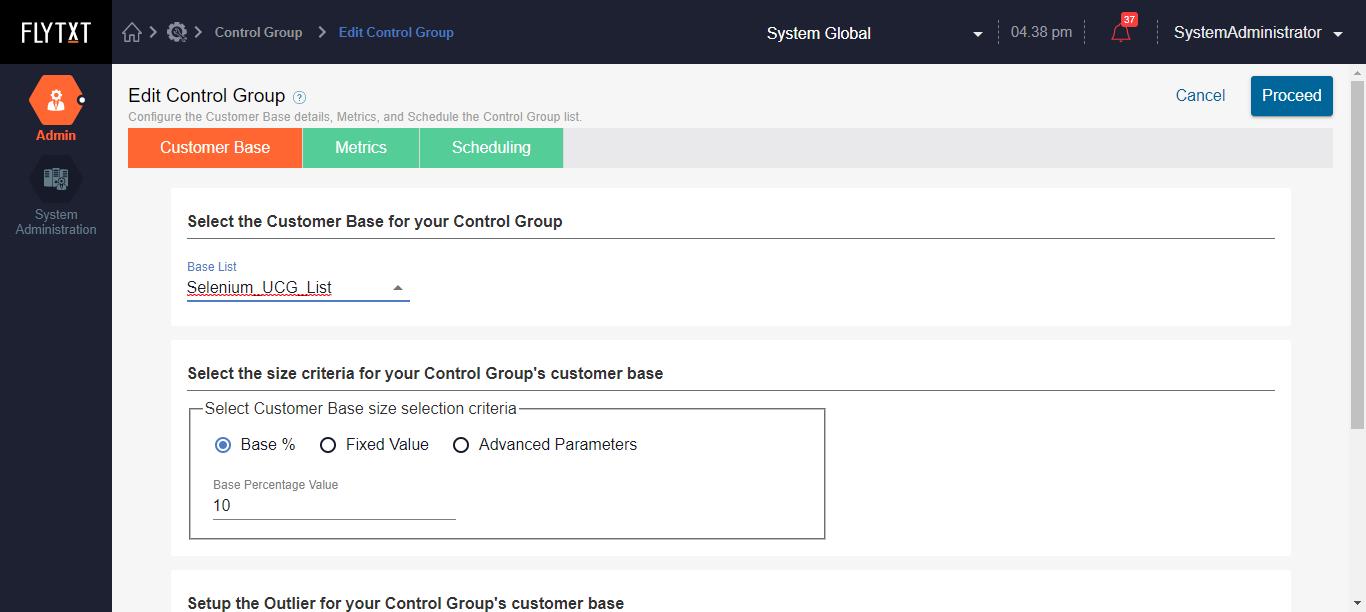 FLYTXT
Control Group
Edit Control Group
System Global
04.38 pm
37
SystemAdministrator
Admin
System
Administration
Edit Control Group ?
Cancel
Proceed
Configure the Customer Base details, Metrics, and Schedule the Control Group list.
Customer Base
Metrics
Scheduling
Select the Customer Base for your Control Group
Base List
Selenium_UCG_List
Select the size criteria for your Control Group's customer base
Select Customer Base size selection criteria
Base %
Fixed Value
Advanced Parameters
Base Percentage Value
10
Setup the Outlier for your Control Group's customer base